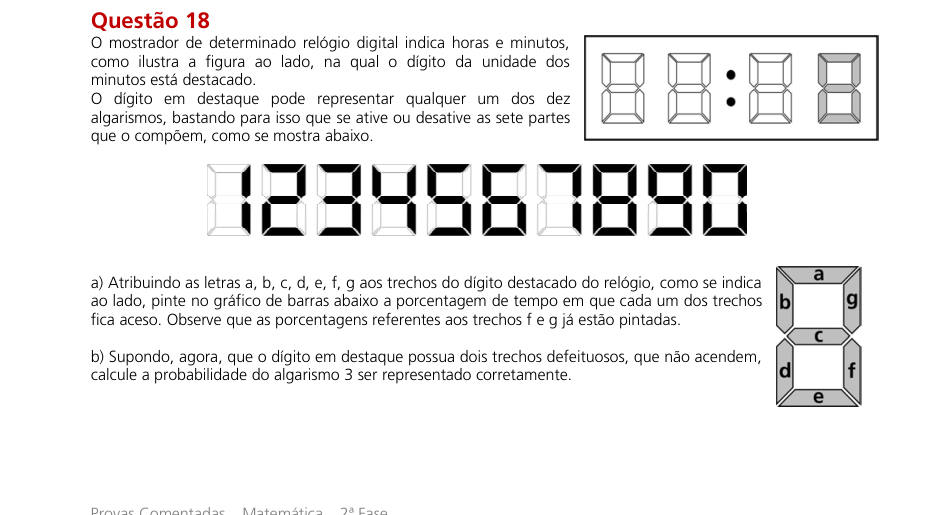 Questão 18
O mostrador de determinado relógio digital indica horas e minutos,
como ilustra a figura ao lado, na qual o dígito da unidade dos
minutos está destacado.
O dígito em destaque pode representar qualquer um dos dez
algarismos, bastando para isso que se ative ou desative as sete partes
que o compõem, como se mostra abaixo.
1234567890
a) Atribuindo as letras a, b, c, d, e, f, g aos trechos do dígito destacado do relógio, como se indica
ao lado, pinte no gráfico de barras abaixo a porcentagem de tempo em que cada um dos trechos
fica aceso. Observe que as porcentagens referentes aos trechos f e g já estão pintadas.
b) Supondo, agora, que o dígito em destaque possua dois trechos defeituosos, que não acendem,
calcule a probabilidade do algarismo 3 ser representado corretamente.
a
b g
c
d f
e
Provas Comentadas Matemática 2ª Fase